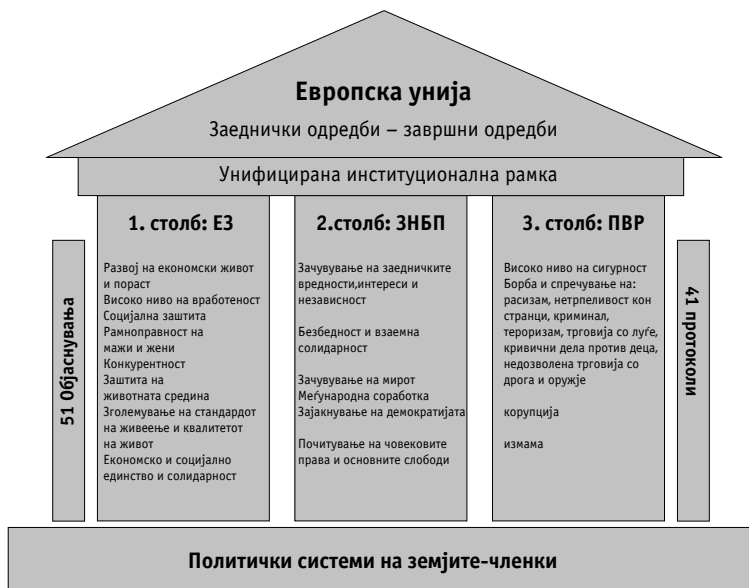 Европска унија
Заеднички одредби – завршни одредби
Унифицирана институционална рамка
51 Објаснувања
1. столб: ЕЗ
Развој на економски живот
и пораст
Високо ниво на вработеност
Социјална заштита
Рамноправност на
мажи и жени
Конкурентност
Заштита на
животната средина
Зголемување на стандардот
на живеење и квалитетот
на живот
Економско и социјално
единство и солидарност
2.столб: ЗНБП
Зачувување на заедничките
вредности,интереси и
независност
Безбедност и взаемна
солидарност
Зачувување на мирот
Меѓународна соработка
Зајакнување на демократијата
Почитување на човековите
права и основните слободи
3. столб: ПВР
Високо ниво на сигурност
Борба и спречување на:
расизам, нетрпеливост кон
странци, криминал,
тероризам, трговија со луѓе,
кривични дела против деца,
недозволена трговија со
дрога и оружје
корупција
измама
41 протоколи
Политички системи на земјите-членки